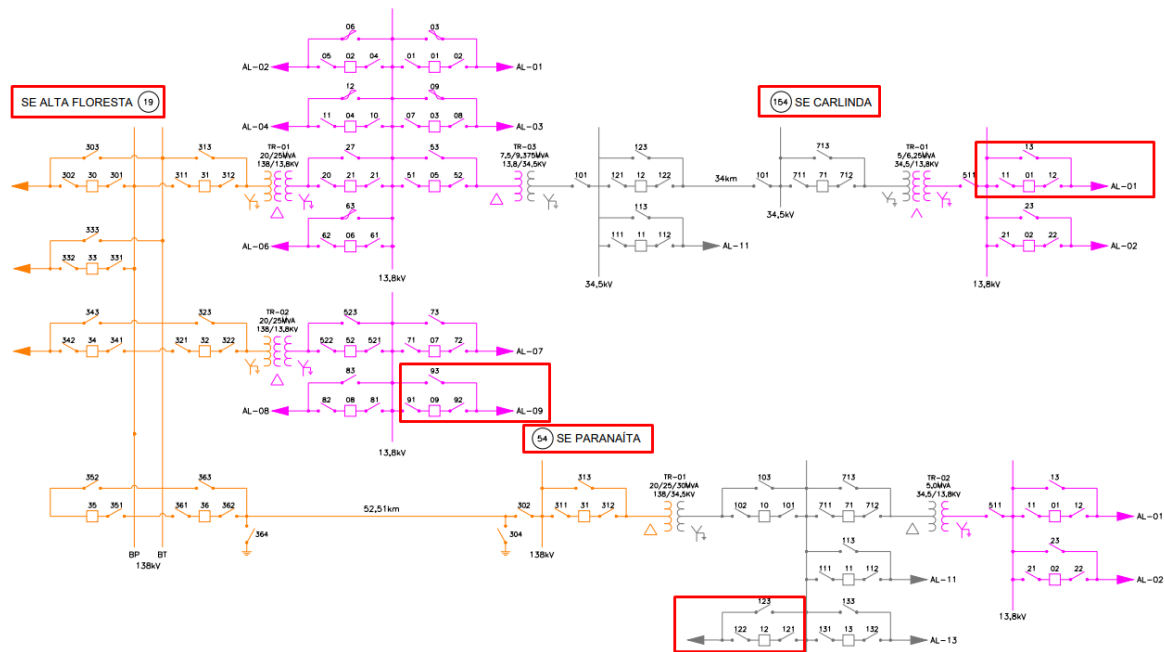 06 03
05 02 04 01 01 02
AL-02 AL-01
SE ALTA FLORESTA 19
12 09
154 SE CARLINDA
11 04 10 07 03 08
AL-04 AL-03
303 313
TR-01
20/25MVA
138/13,8KV
27 53
TR-03
7,5/9,375MVA
13,8/34,5KV
123 713
TR-01
5/6,25MVA
34,5/13,8KV
13
302 30 301 311 31 312
20 21 21 51 05 52
101 121 12 122 34km 101 711 71 712 511 11 01 12
AL-01
63 113 34,5kV 23
333
62 06 61
AL-06
111 11 112
AL-11
21 02 22
AL-02
332 33 331
13,8kV 34,5kV 13,8kV
343 323
TR-02
20/25MVA
138/13,8KV
523 73
342 34 341 321 32 322
522 52 521 71 07 72
AL-07
83 93
82 08 81 91 09 92
AL-08 AL-09
54 SE PARANAÍTA
13,8kV
352 363
313
TR-01
20/25/30MVA
138/34,5KV
103 713
TR-02
5,0MVA
34,5/13,8KV
13
35 351 361 36 362
52,51km
302 311 31 312
102 10 101 711 71 712
511 11 01 12
AL-01
364 304
138kV
BP BT
138kV
113 23
111 11 112
AL-11
21 02 22
AL-02
123 133
13,8kV
122 12 121 131 13 132
AL-13